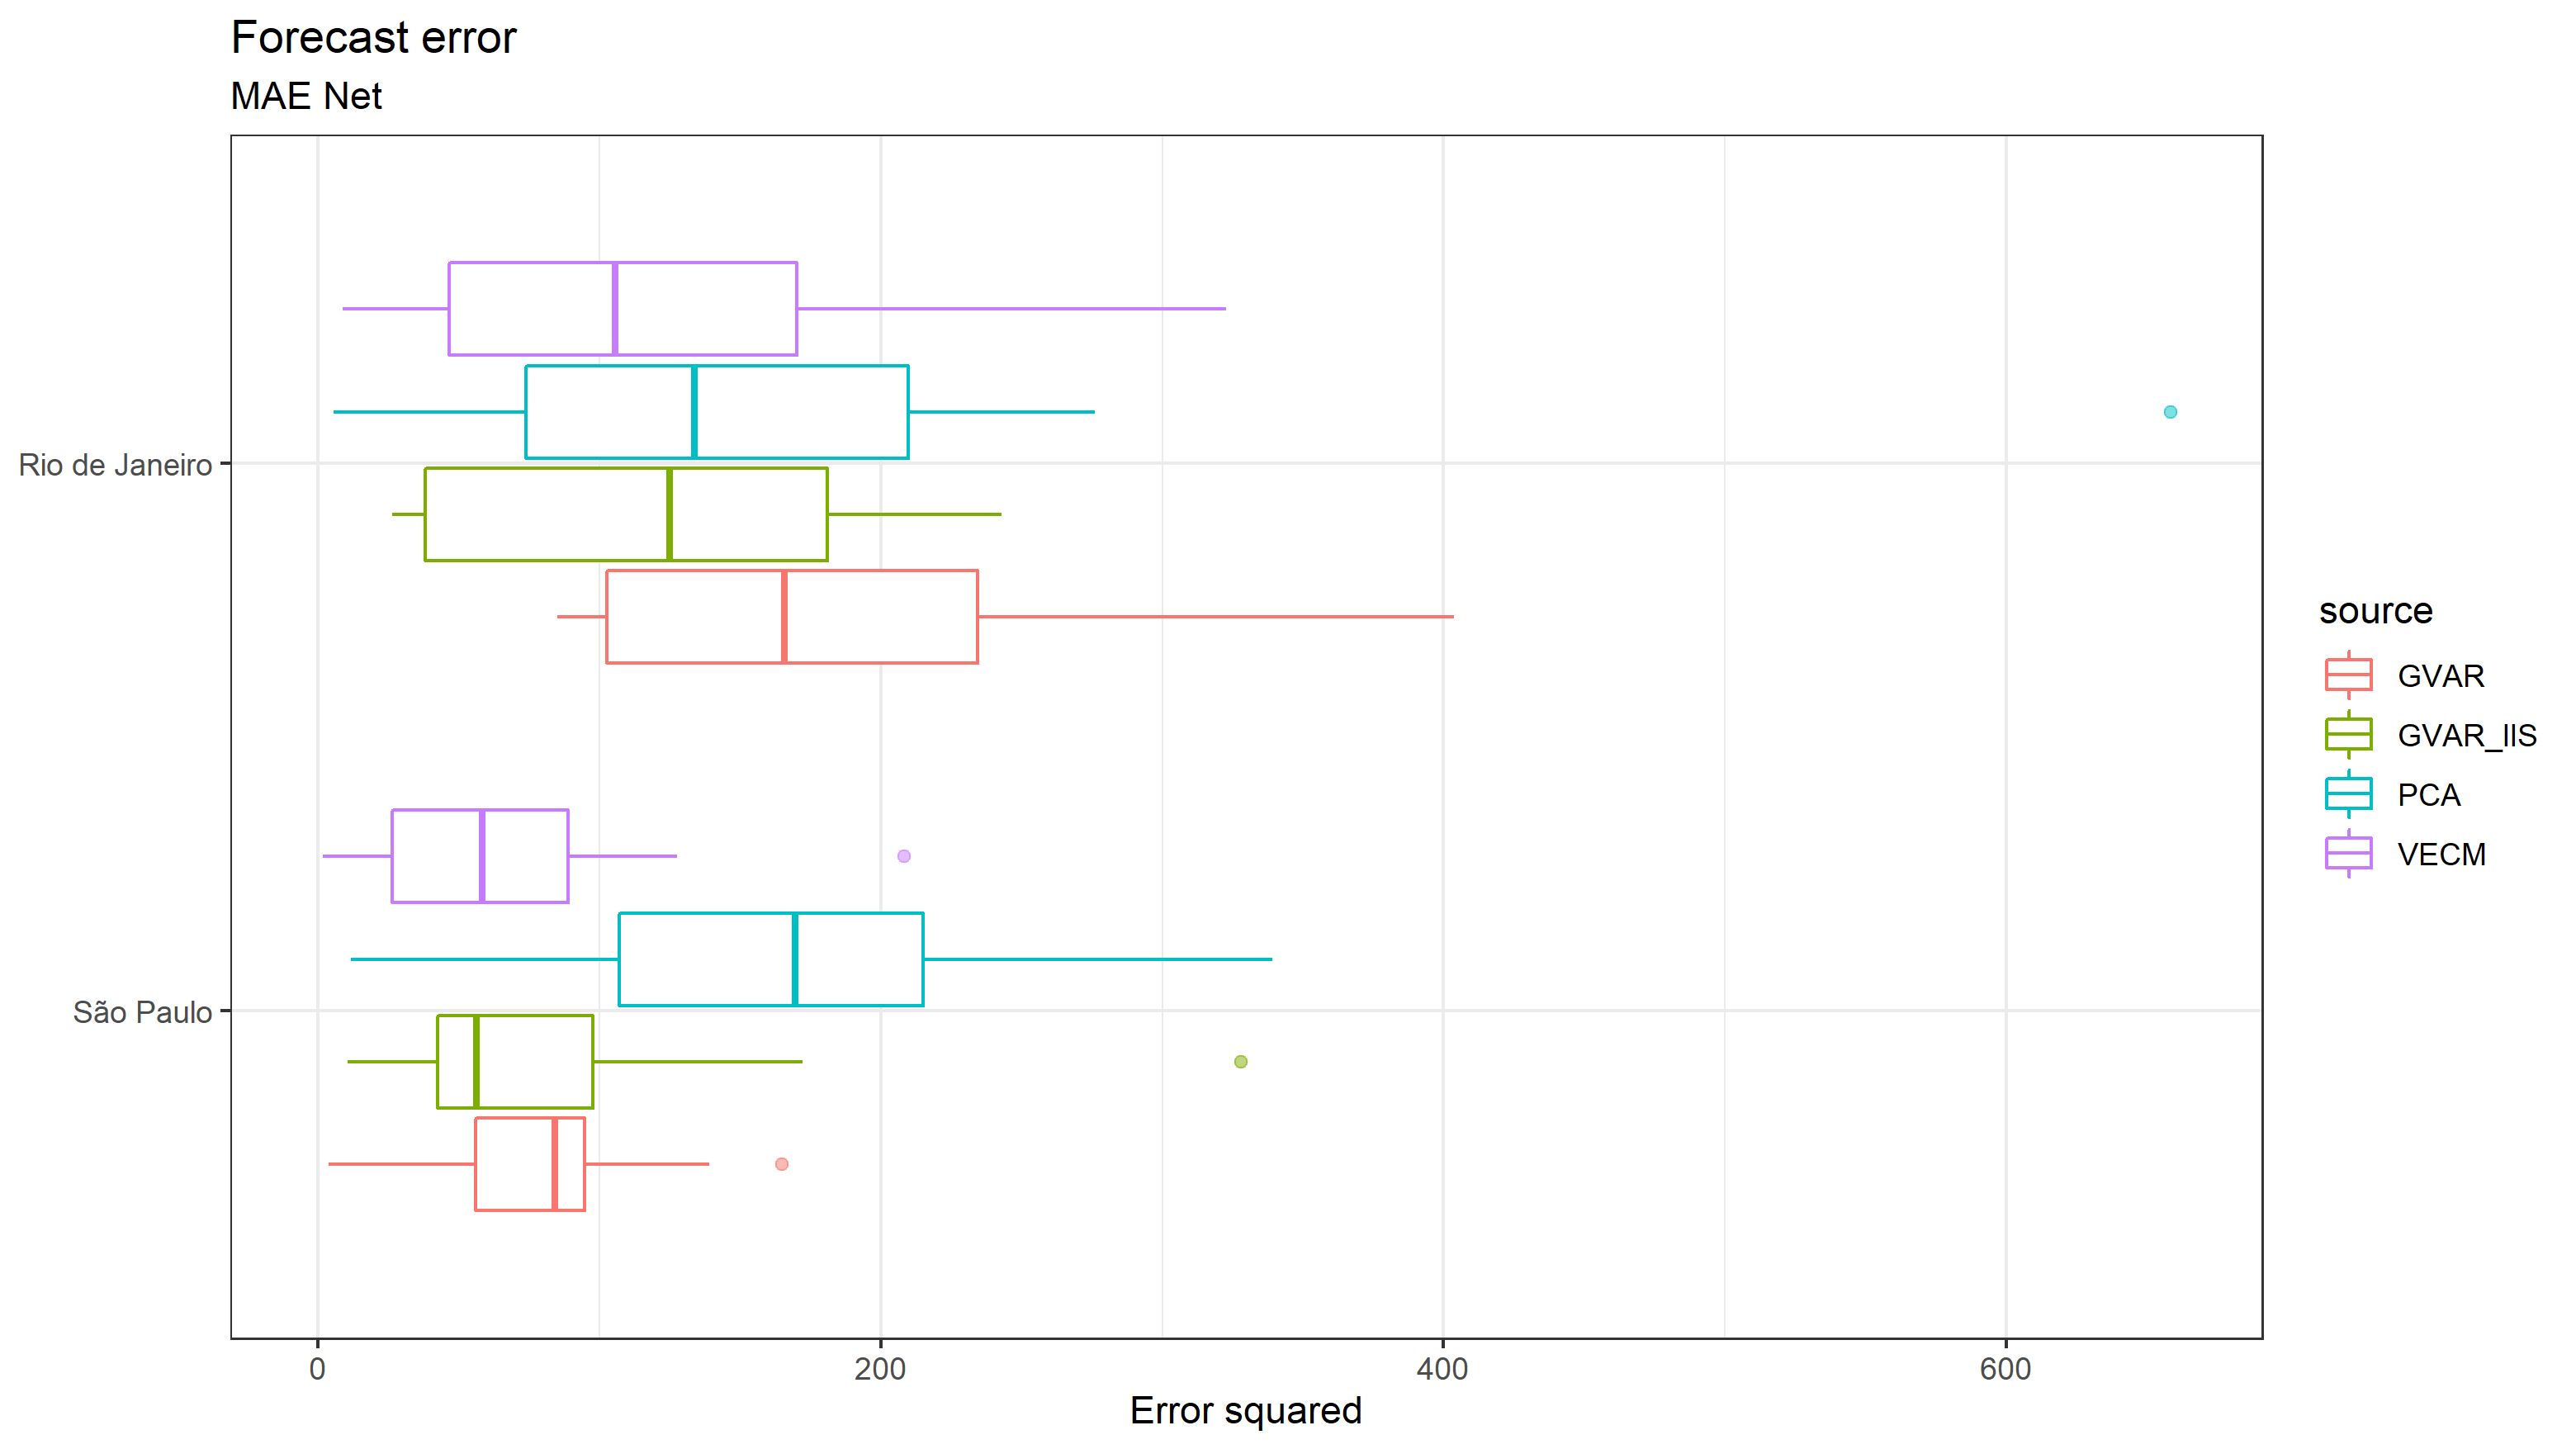 Forecast error
MAE Net
Rio de Janeiro
São Paulo
0
200
400
600
Error squared
source
GVAR
GVAR_IIS
PCA
VECM